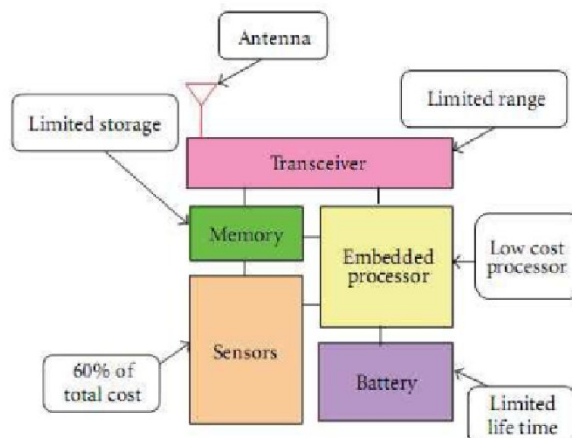 Antenna
Limited storage
Limited range
Transceiver
Memory
Embedded
processor
Low cost
processor
Sensors
60% of
total cost
Battery
Limited
life time